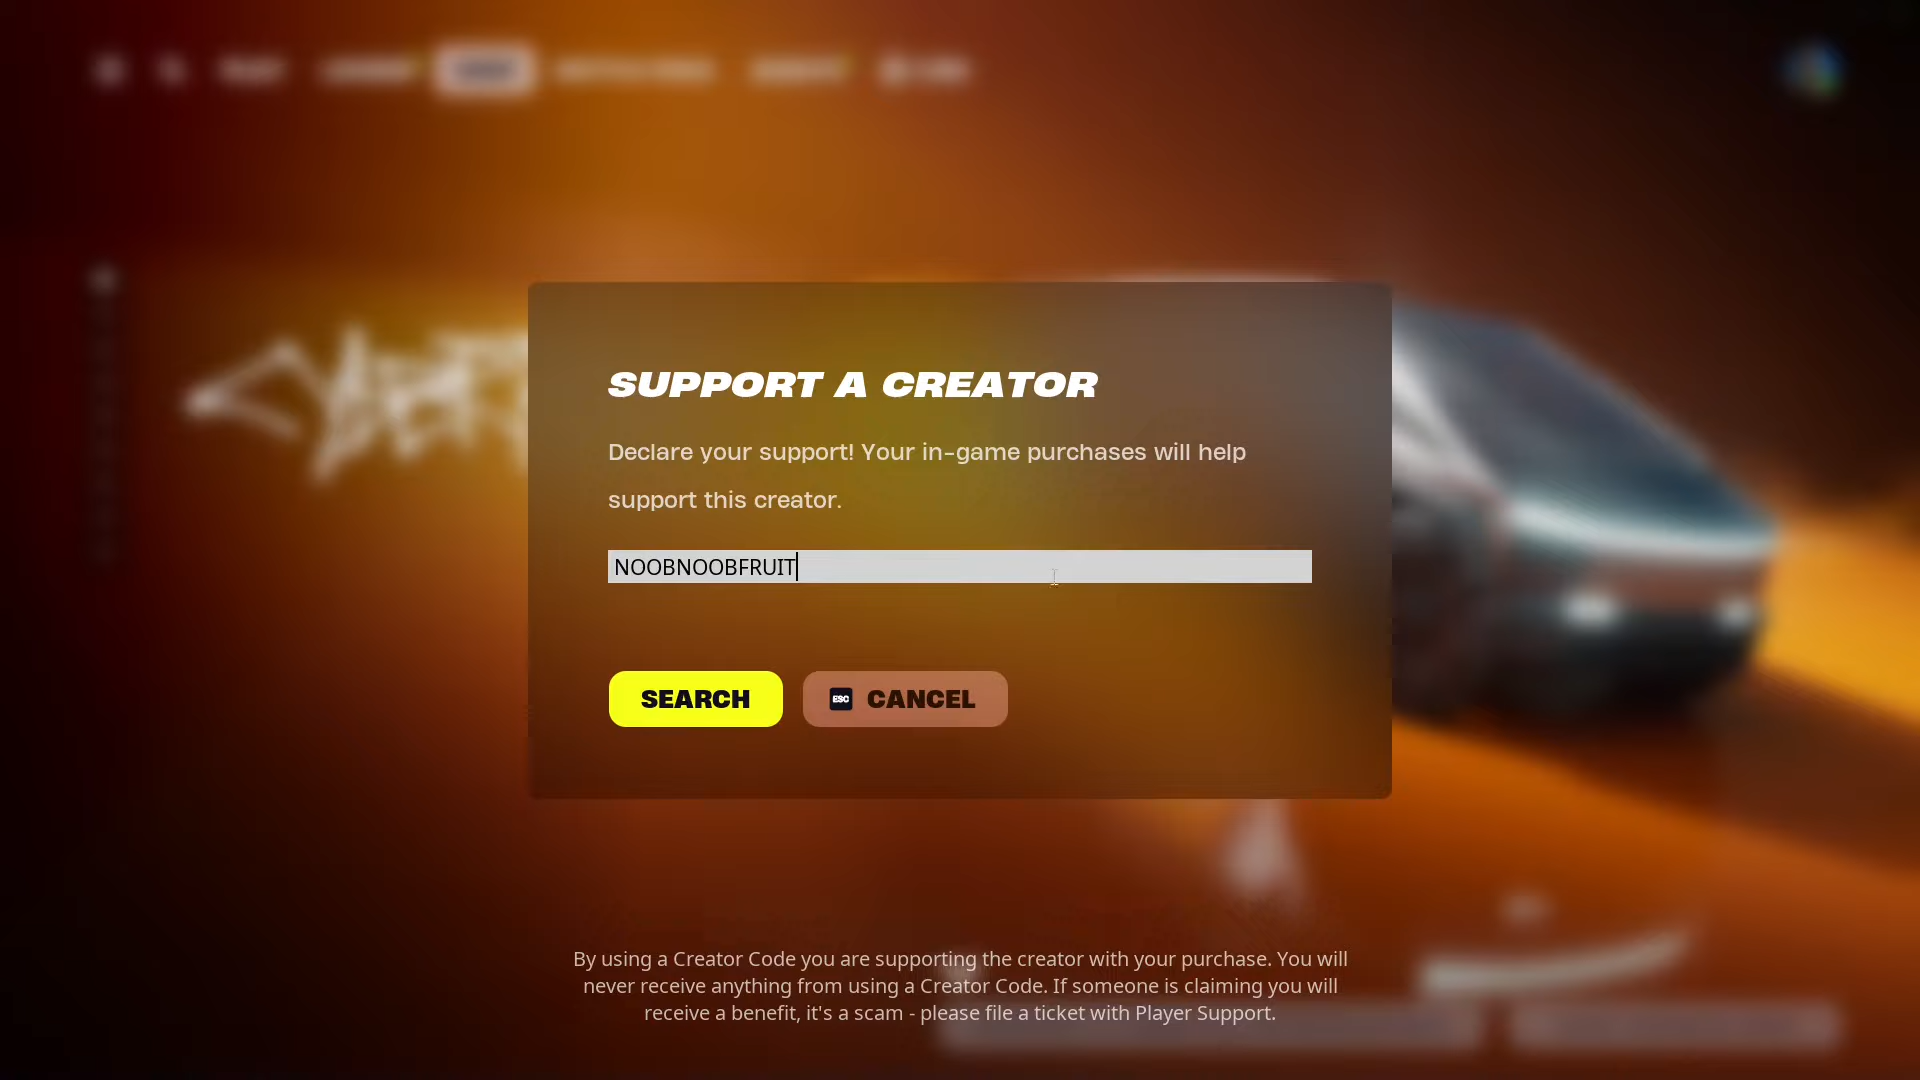 SUPPORT A CREATOR
Declare your support! Your in-game purchases will help
support this creator.
NOOBNOOBFRUIT
SEARCH
ESC CANCEL
By using a Creator Code you are supporting the creator with your purchase. You will
never receive anything from using a Creator Code. If someone is claiming you will
receive a benefit, it's a scam - please file a ticket with Player Support.